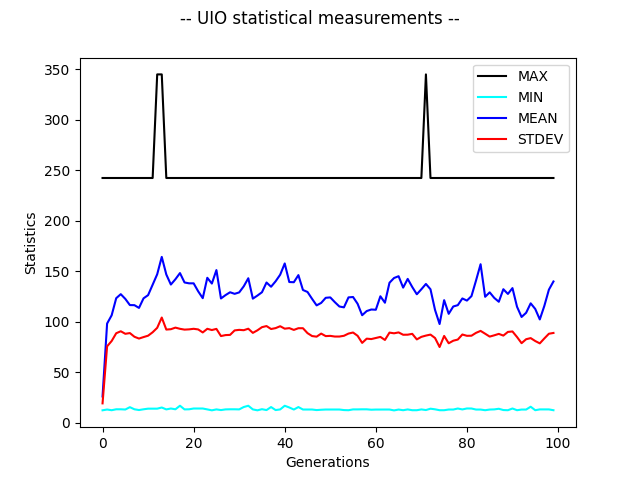 -- UIO statistical measurements --
350
300
250
200
150
100
50
0
Statistics
MAX
MIN
MEAN
STDEV
0 20 40 60 80 100
Generations